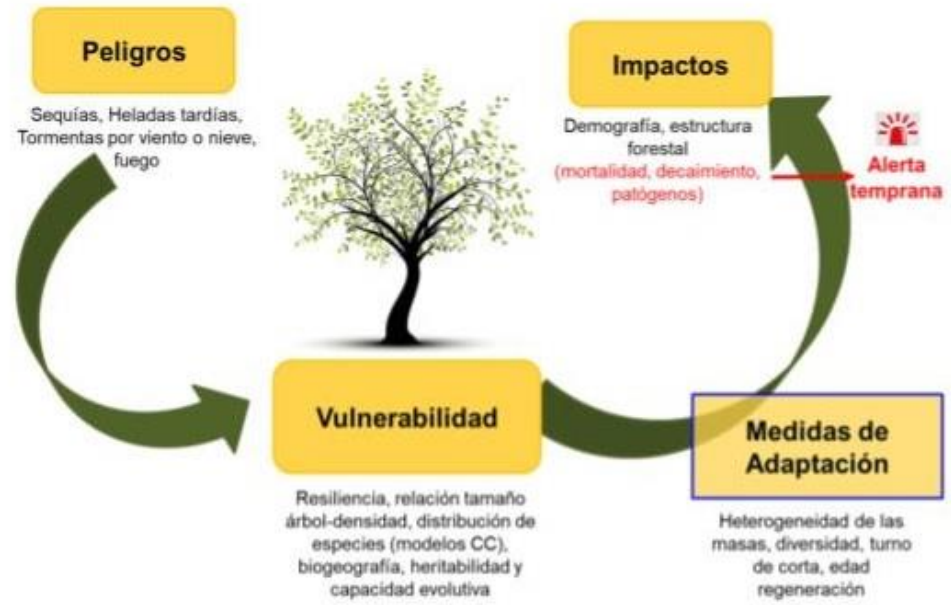 Peligros
Sequías, Heladas tardías,
Tormentas por viento o nieve,
fuego
Impactos
Demografía, estructura
forestal
(mortalidad, decaimiento,
patógenos)
Alerta
temprana
Vulnerabilidad
Resiliencia, relación tamaño
árbol-densidad, distribución de
especies (modelos CC),
biogeografía, heritabilidad y
capacidad evolutiva
Medidas de
Adaptación
Heterogeneidad de las
masas, diversidad, turno
de corta, edad
regeneración